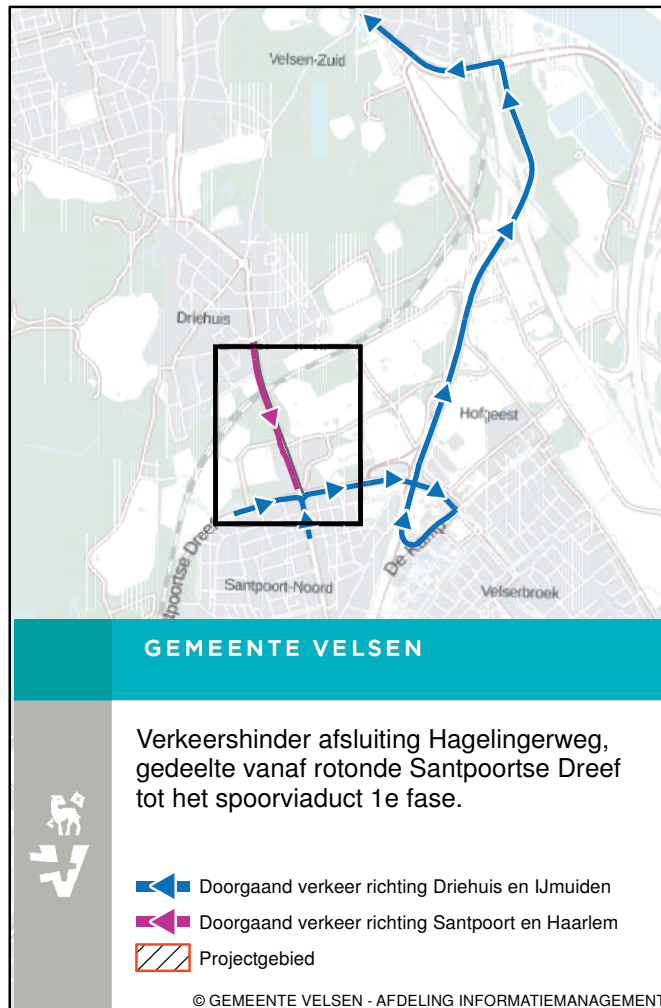 Velsen-Zuid
Driehuis
Hofgeest
Santpoort-Noord
De Kamp
Velserbroek
GEMEENTE VELSEN
Verkeershinder afsluiting Hagelingerweg,
gedeelte vanaf rotonde Santpoortse Dreef
tot het spoorviaduct 1e fase.
Doorgaand verkeer richting Driehuis en IJmuiden
Doorgaand verkeer richting Santpoort en Haarlem
Projectgebied
© GEMEENTE VELSEN - AFDELING INFORMATIEMANAGEMENT